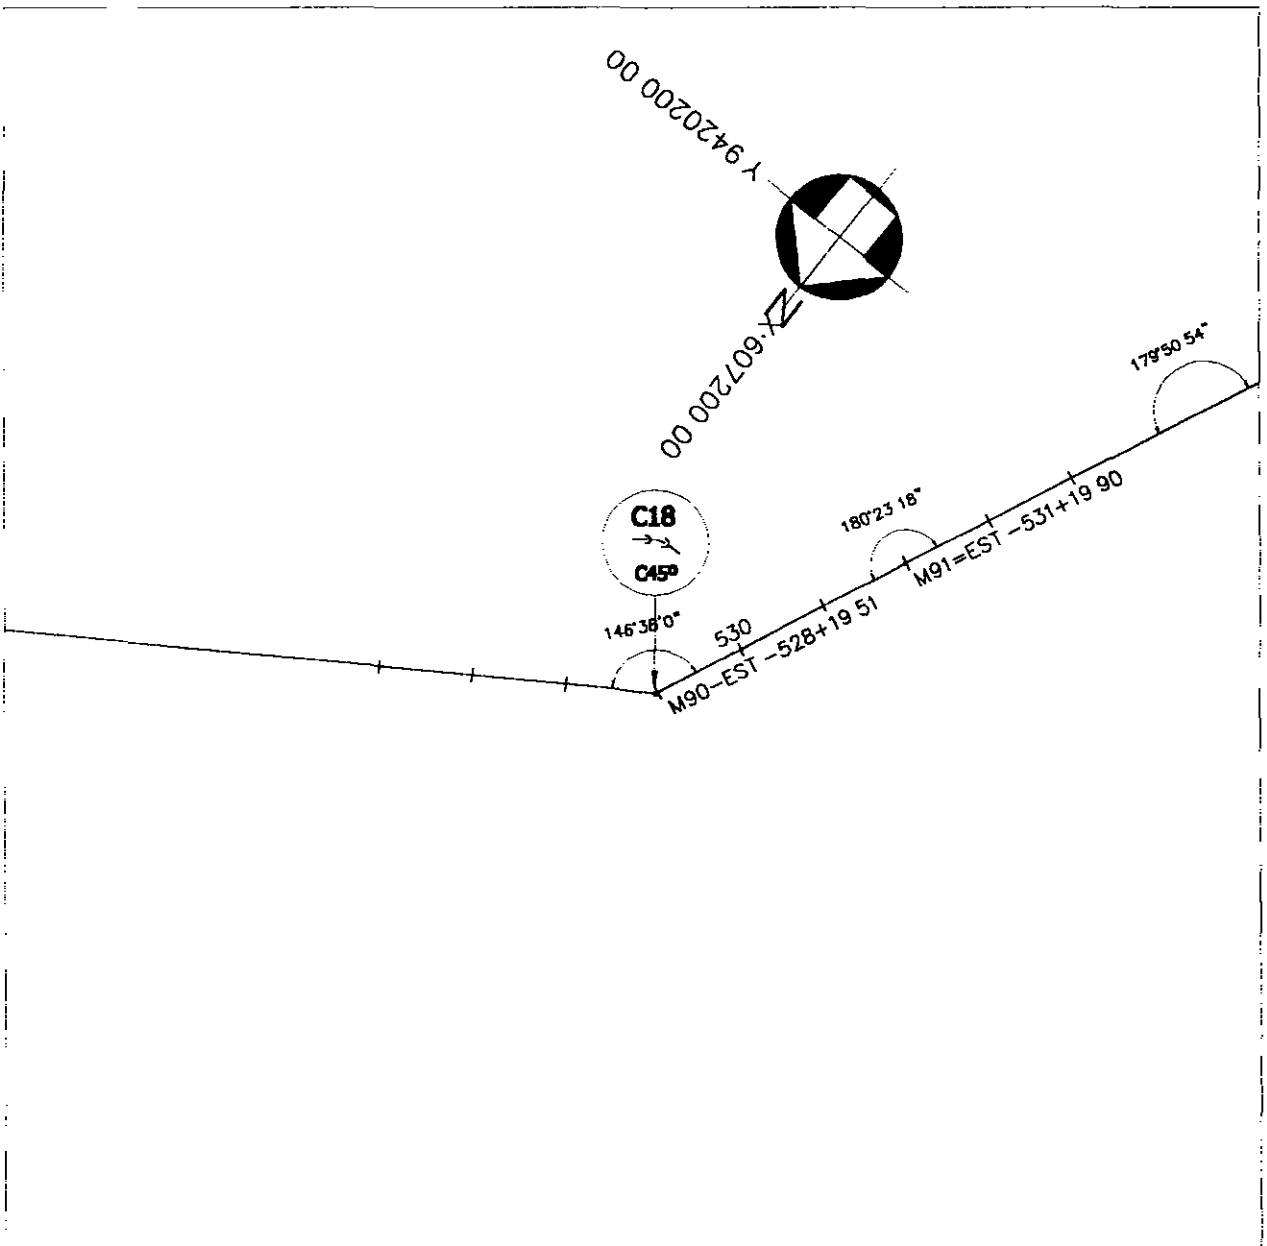 Y 9420200 00
N
X:607200 00
179°50 54"
180°23 18"
M91=EST -531+19 90
C18
C45º
146°38'0"
530
M90-EST -528+19 51